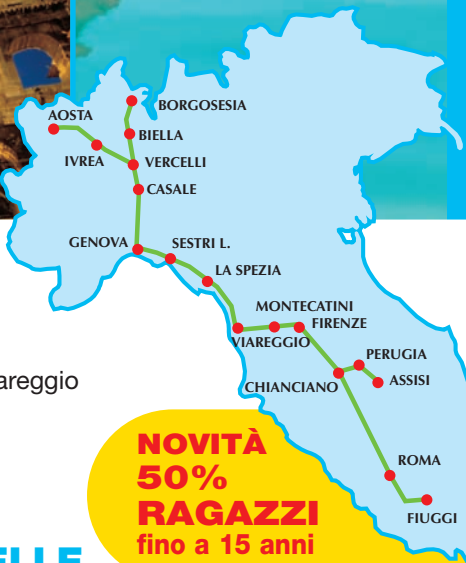 BORGOSESIA
AOSTA
BIELLA
IVREA
VERCELLI
CASALE
GENOVA
SESTRI L.
LA SPEZIA
MONTECATINI
FIRENZE
VIAREGGIO
PERUGIA
CHIANCIANO
ASSISI
areggio
ROMA
FIUGGI
NOVITÀ
50%
RAGAZZI
fino a 15 anni